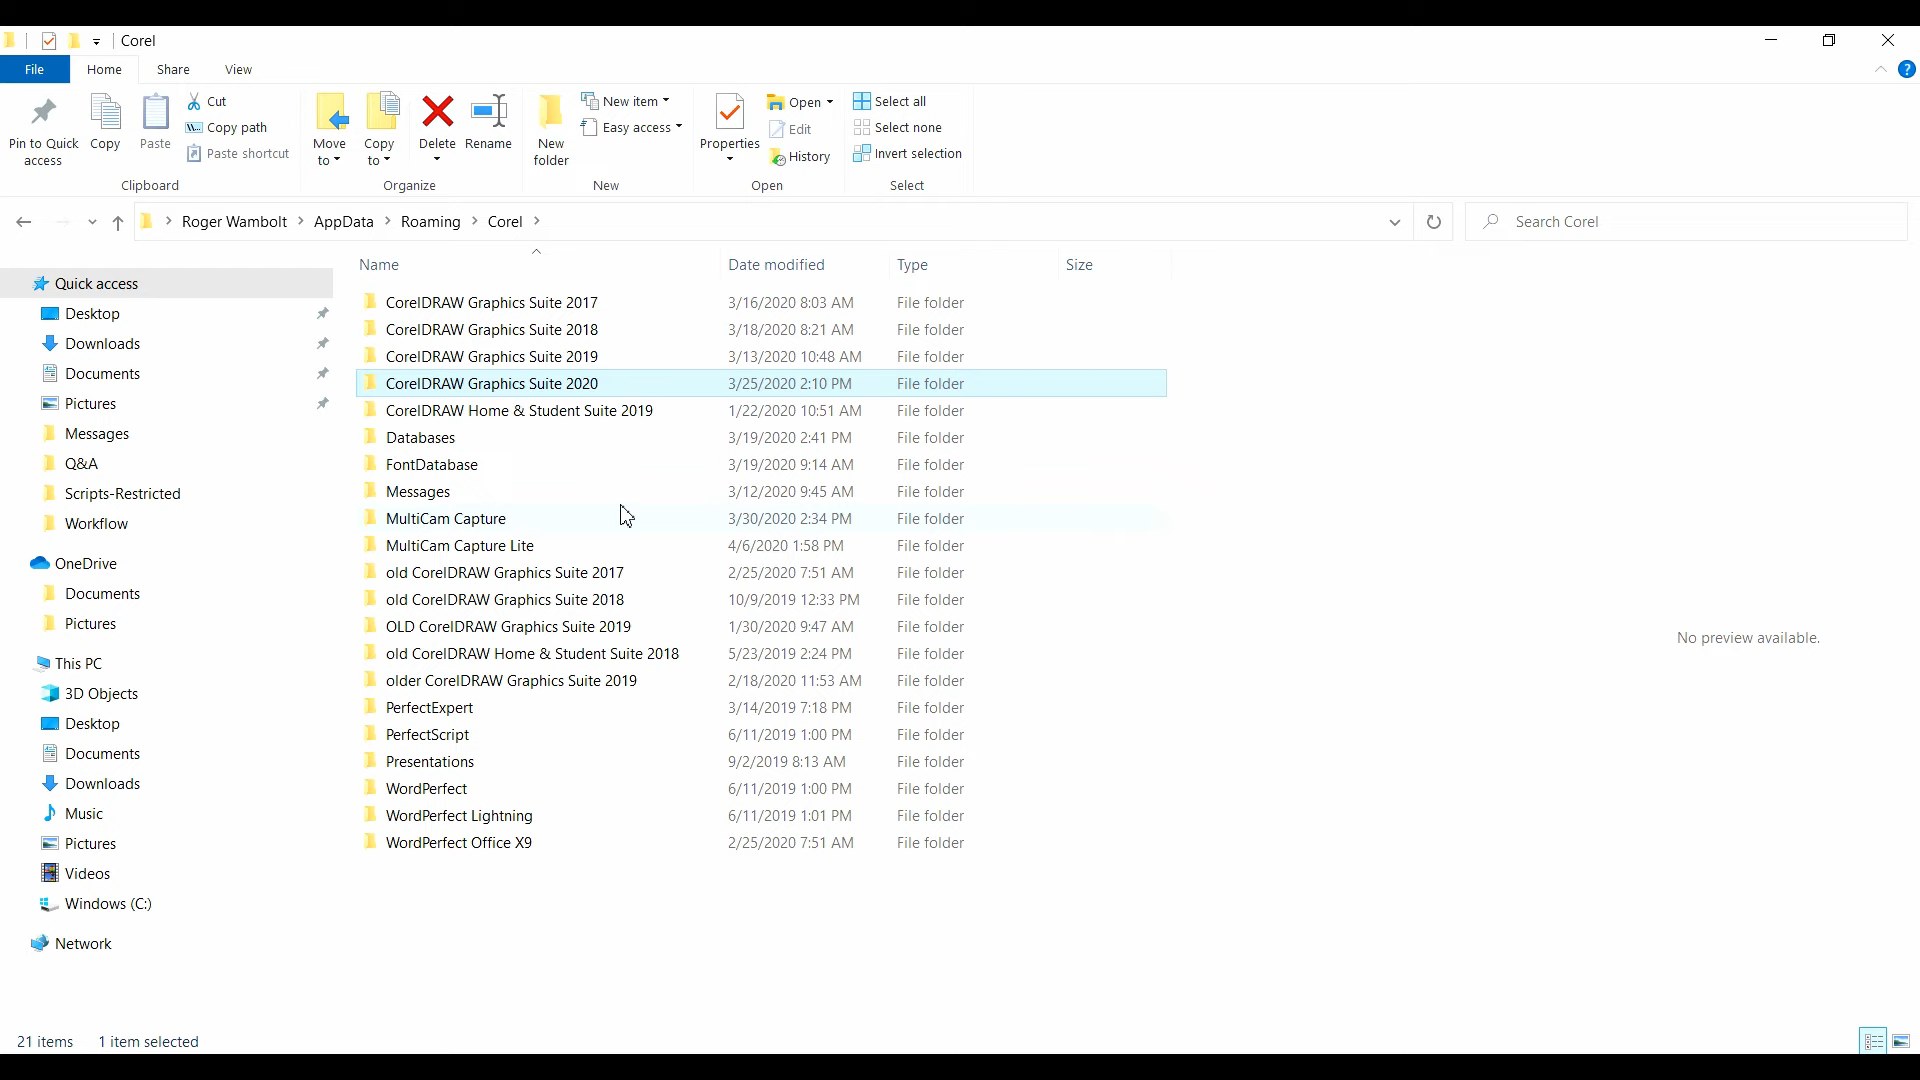 Corel
File Home Share View
Pin to Quick access
Copy
Paste
Cut
Copy path
Paste shortcut
Clipboard
Move to
Copy to
Delete
Rename
Organize
New folder
New item
Easy access
New
Properties
Open
Edit
History
Open
Select all
Select none
Invert selection
Select
Roger Wambolt > AppData > Roaming > Corel >
Search Corel
Quick access
Desktop
Downloads
Documents
Pictures
Messages
Q&A
Scripts-Restricted
Workflow
OneDrive
Documents
Pictures
This PC
3D Objects
Desktop
Documents
Downloads
Music
Pictures
Videos
Windows (C:)
Network
Name Date modified Type Size
CorelDRAW Graphics Suite 2017 3/16/2020 8:03 AM File folder
CorelDRAW Graphics Suite 2018 3/18/2020 8:21 AM File folder
CorelDRAW Graphics Suite 2019 3/13/2020 10:48 AM File folder
CorelDRAW Graphics Suite 2020 3/25/2020 2:10 PM File folder
CorelDRAW Home & Student Suite 2019 1/22/2020 10:51 AM File folder
Databases 3/19/2020 2:41 PM File folder
FontDatabase 3/19/2020 9:14 AM File folder
Messages 3/12/2020 9:45 AM File folder
MultiCam Capture 3/30/2020 2:34 PM File folder
MultiCam Capture Lite 4/6/2020 1:58 PM File folder
old CorelDRAW Graphics Suite 2017 2/25/2020 7:51 AM File folder
old CorelDRAW Graphics Suite 2018 10/9/2019 12:33 PM File folder
OLD CorelDRAW Graphics Suite 2019 1/30/2020 9:47 AM File folder
old CorelDRAW Home & Student Suite 2018 5/23/2019 2:24 PM File folder
older CorelDRAW Graphics Suite 2019 2/18/2020 11:53 AM File folder
PerfectExpert 3/14/2019 7:18 PM File folder
PerfectScript 6/11/2019 1:00 PM File folder
Presentations 9/2/2019 8:13 AM File folder
WordPerfect 6/11/2019 1:00 PM File folder
WordPerfect Lightning 6/11/2019 1:01 PM File folder
WordPerfect Office X9 2/25/2020 7:51 AM File folder
No preview available.
21 items 1 item selected